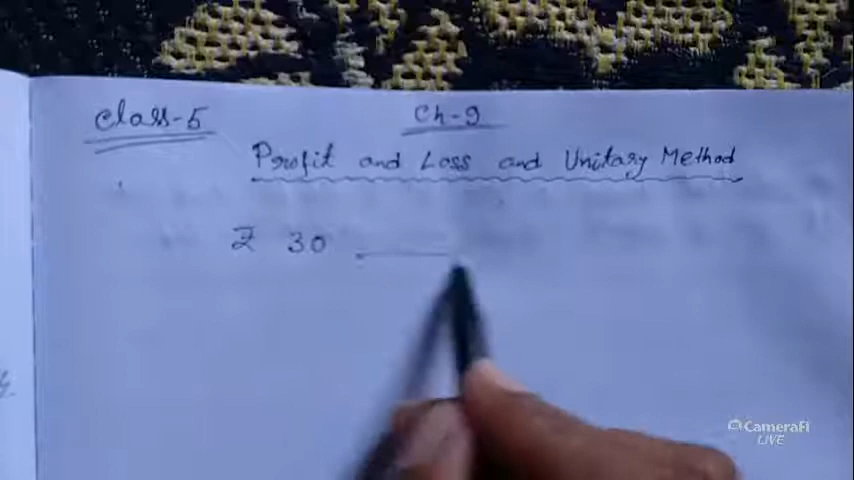 Class-5
Ch-9
Profit and Loss and Unitary Method
₹ 30
CameraFi
LIVE